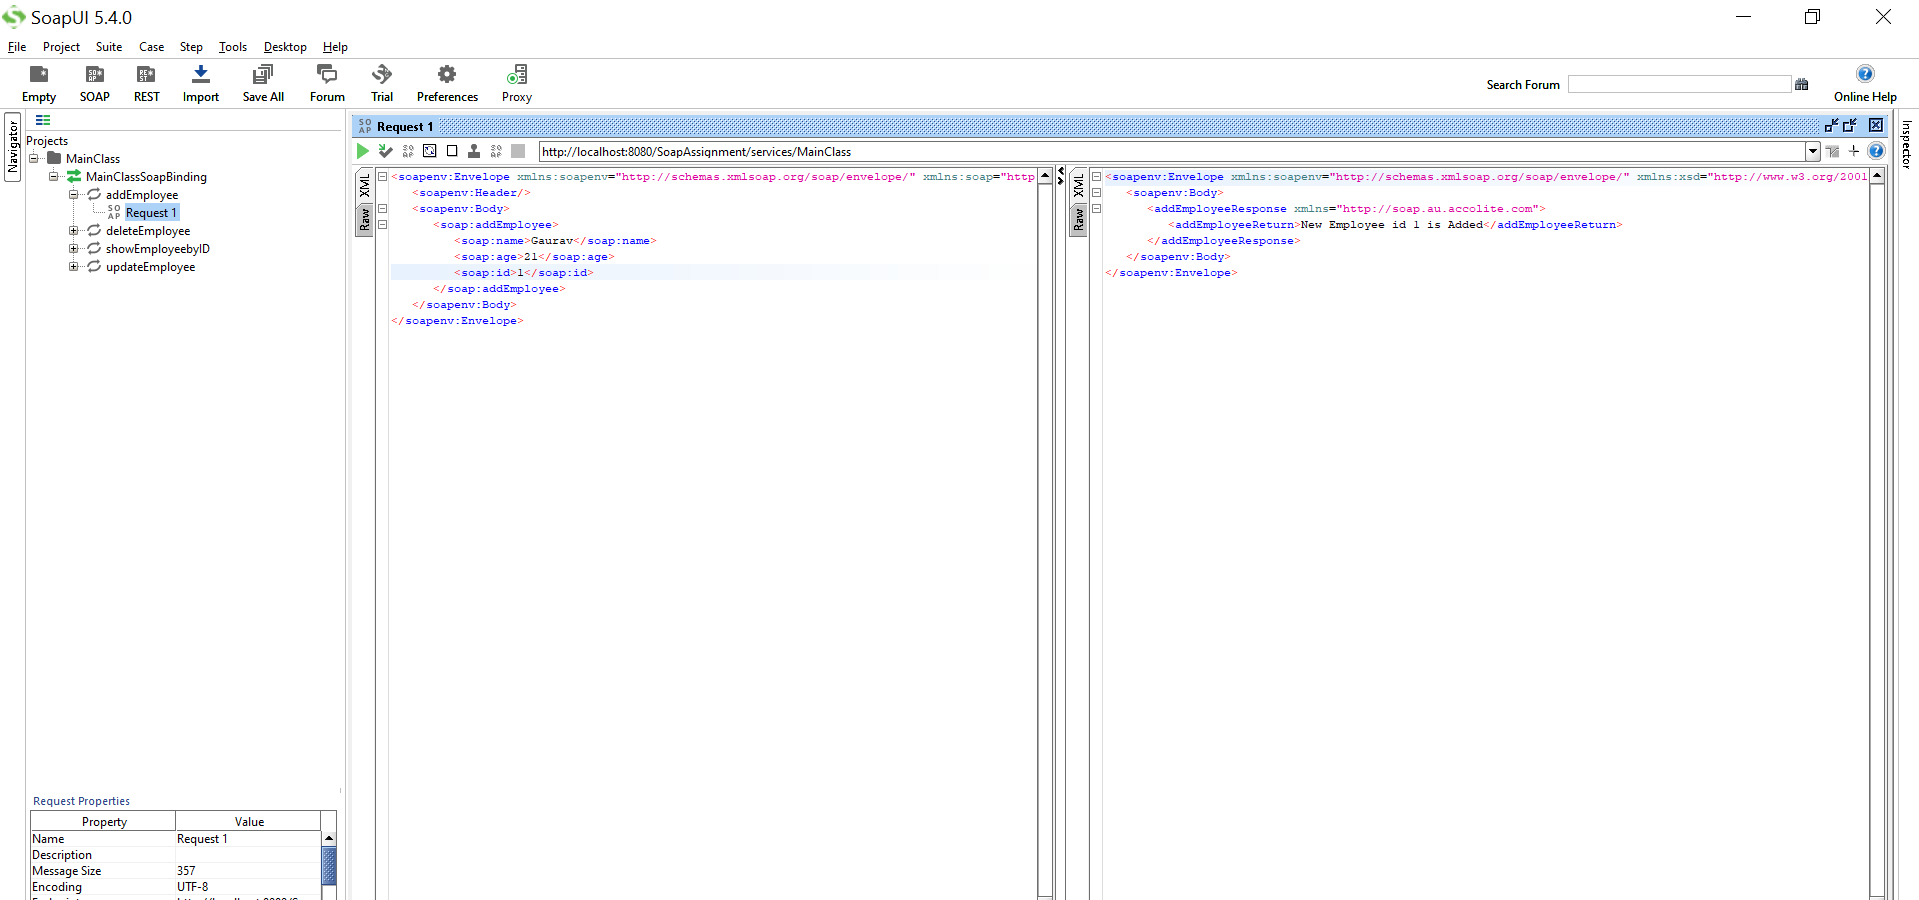 SoapUI 5.4.0
File Project Suite Case Step Tools Desktop Help
Empty SOAP REST Import Save All Forum Trial Preferences Proxy
Search Forum
Online Help
Navigator
Projects
MainClass
MainClassSoapBinding
addEmployee
SOAP Request 1
deleteEmployee
showEmployeebyID
updateEmployee
Request Properties
Property Value
Name Request 1
Description
Message Size 357
Encoding UTF-8
SOAP Request 1
http://localhost:8080/SoapAssignment/services/MainClass
XML
Raw
<soapenv:Envelope xmlns:soapenv="http://schemas.xmlsoap.org/soap/envelope/" xmlns:soap="http
<soapenv:Header/>
<soapenv:Body>
<soap:addEmployee>
<soap:name>Gaurav</soap:name>
<soap:age>21</soap:age>
<soap:id>1</soap:id>
</soap:addEmployee>
</soapenv:Body>
</soapenv:Envelope>
XML
Raw
<soapenv:Envelope xmlns:soapenv="http://schemas.xmlsoap.org/soap/envelope/" xmlns:xsd="http://www.w3.org/2001
<soapenv:Body>
<addEmployeeResponse xmlns="http://soap.au.accolite.com">
<addEmployeeReturn>New Employee id 1 is Added</addEmployeeReturn>
</addEmployeeResponse>
</soapenv:Body>
</soapenv:Envelope>
Inspector